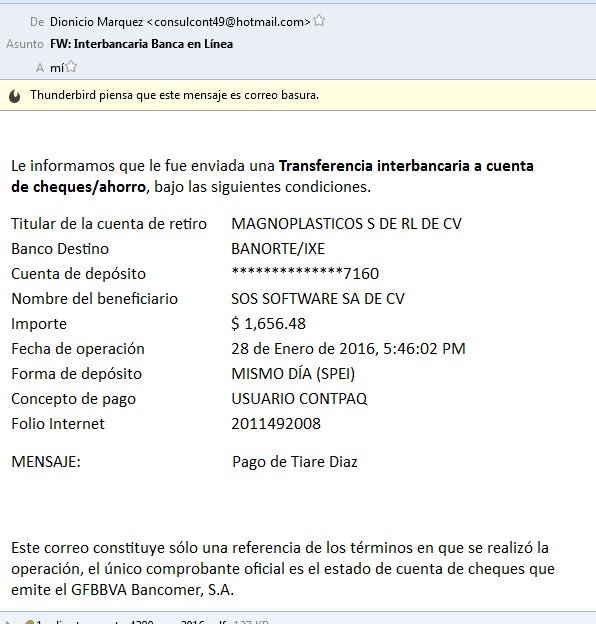 De Dionicio Marquez <consulcont49@hotmail.com>
Asunto FW: Interbancaria Banca en Línea
A mí
Thunderbird piensa que este mensaje es correo basura.
Le informamos que le fue enviada una Transferencia interbancaria a cuenta
de cheques/ahorro, bajo las siguientes condiciones.
Titular de la cuenta de retiro MAGNOPLASTICOS S DE RL DE CV
Banco Destino BANORTE/IXE
Cuenta de depósito **************7160
Nombre del beneficiario SOS SOFTWARE SA DE CV
Importe $ 1,656.48
Fecha de operación 28 de Enero de 2016, 5:46:02 PM
Forma de depósito MISMO DÍA (SPEI)
Concepto de pago USUARIO CONTPAQ
Folio Internet 2011492008
MENSAJE: Pago de Tiare Diaz
Este correo constituye sólo una referencia de los términos en que se realizó la
operación, el único comprobante oficial es el estado de cuenta de cheques que
emite el GFBBVA Bancomer, S.A.